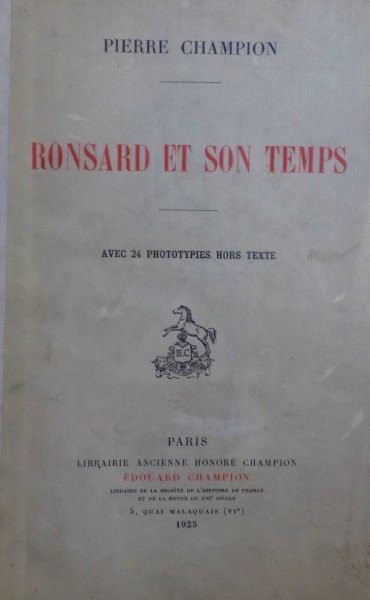 PIERRE CHAMPION
RONSARD ET SON TEMPS
AVEC 24 PHOTOTYPIES HORS TEXTE
H.C
PARIS
LIBRAIRIE ANCIENNE HONORÉ CHAMPION
ÉDOUARD CHAMPION
LIBRAIRE DE LA SOCIÉTÉ DE L'HISTOIRE DE FRANCE
ET DE LA REVUE DU XVIe SIÈCLE
5, QUAI MALAQUAIS (VIe)
1925